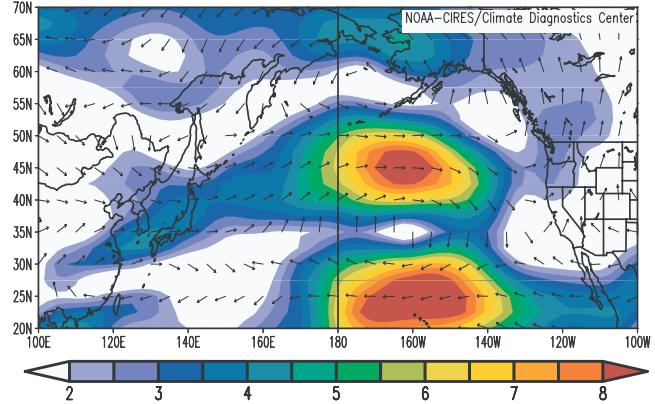 70N
NOAA-CIRES/Climate Diagnostics Center
65N
60N
55N
50N
45N
40N
35N
30N
25N
20N
100E 120E 140E 160E 180 160W 140W 120W 100W
2 3 4 5 6 7 8